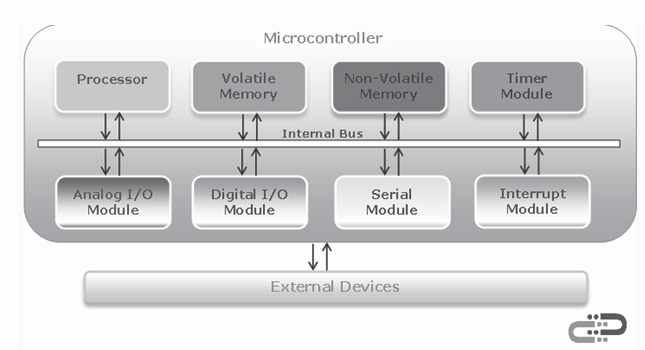 Microcontroller
Processor
Volatile
Memory
Non-Volatile
Memory
Timer
Module
Internal Bus
Analog I/O
Module
Digital I/O
Module
Serial
Module
Interrupt
Module
External Devices